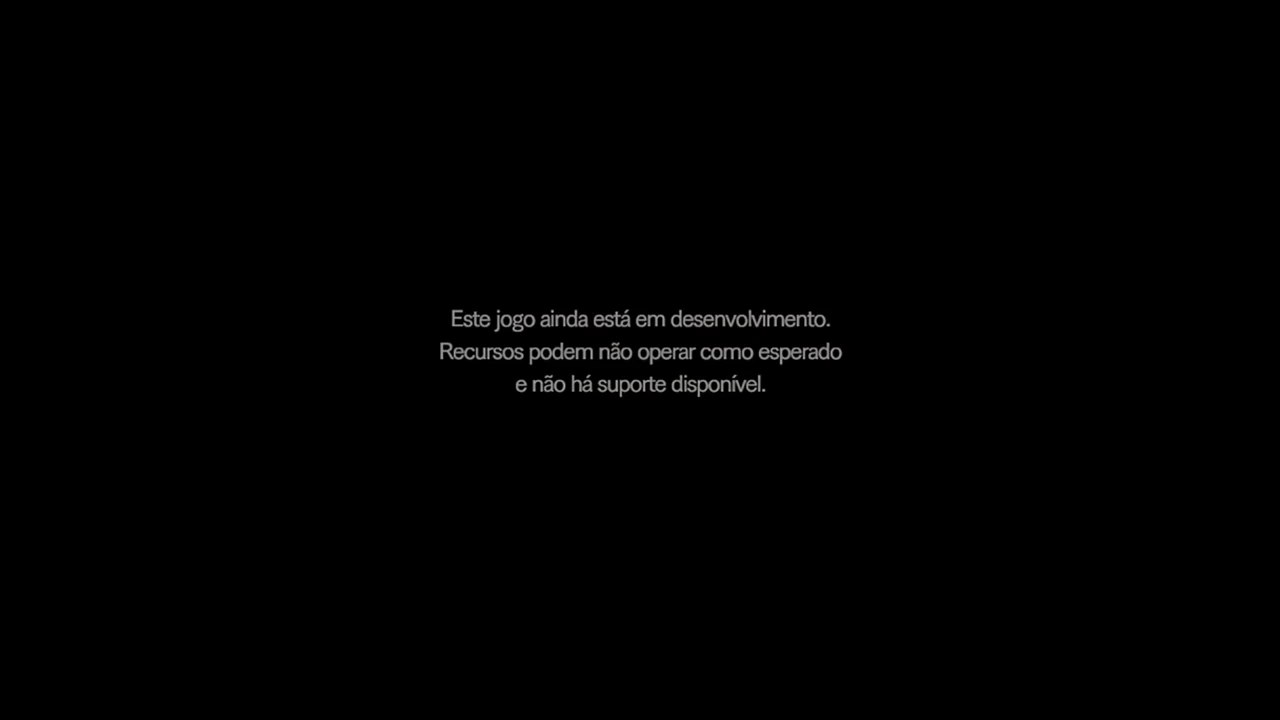 Este jogo ainda está em desenvolvimento.
Recursos podem não operar como esperado
e não há suporte disponível.